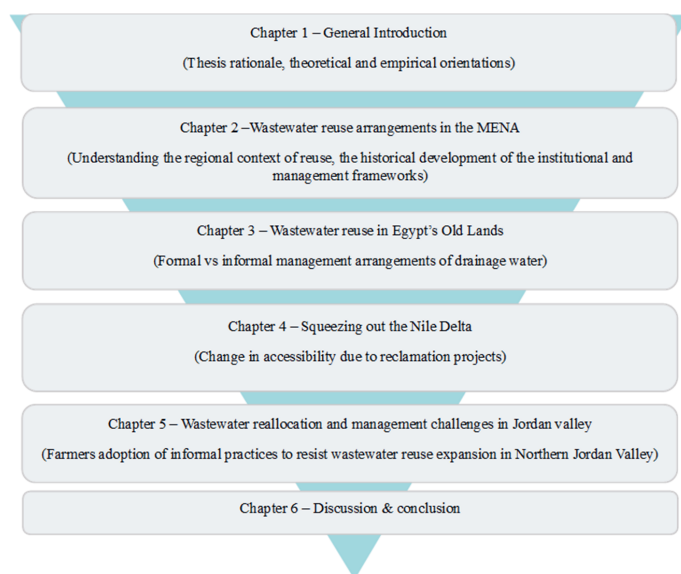 Chapter 1 – General Introduction
(Thesis rationale, theoretical and empirical orientations)
Chapter 2 –Wastewater reuse arrangements in the MENA
(Understanding the regional context of reuse, the historical development of the institutional and
management frameworks)
Chapter 3 – Wastewater reuse in Egypt's Old Lands
(Formal vs informal management arrangements of drainage water)
Chapter 4 – Squeezing out the Nile Delta
(Change in accessibility due to reclamation projects)
Chapter 5 – Wastewater reallocation and management challenges in Jordan valley
(Farmers adoption of informal practices to resist wastewater reuse expansion in Northern Jordan Valley)
Chapter 6 – Discussion & conclusion